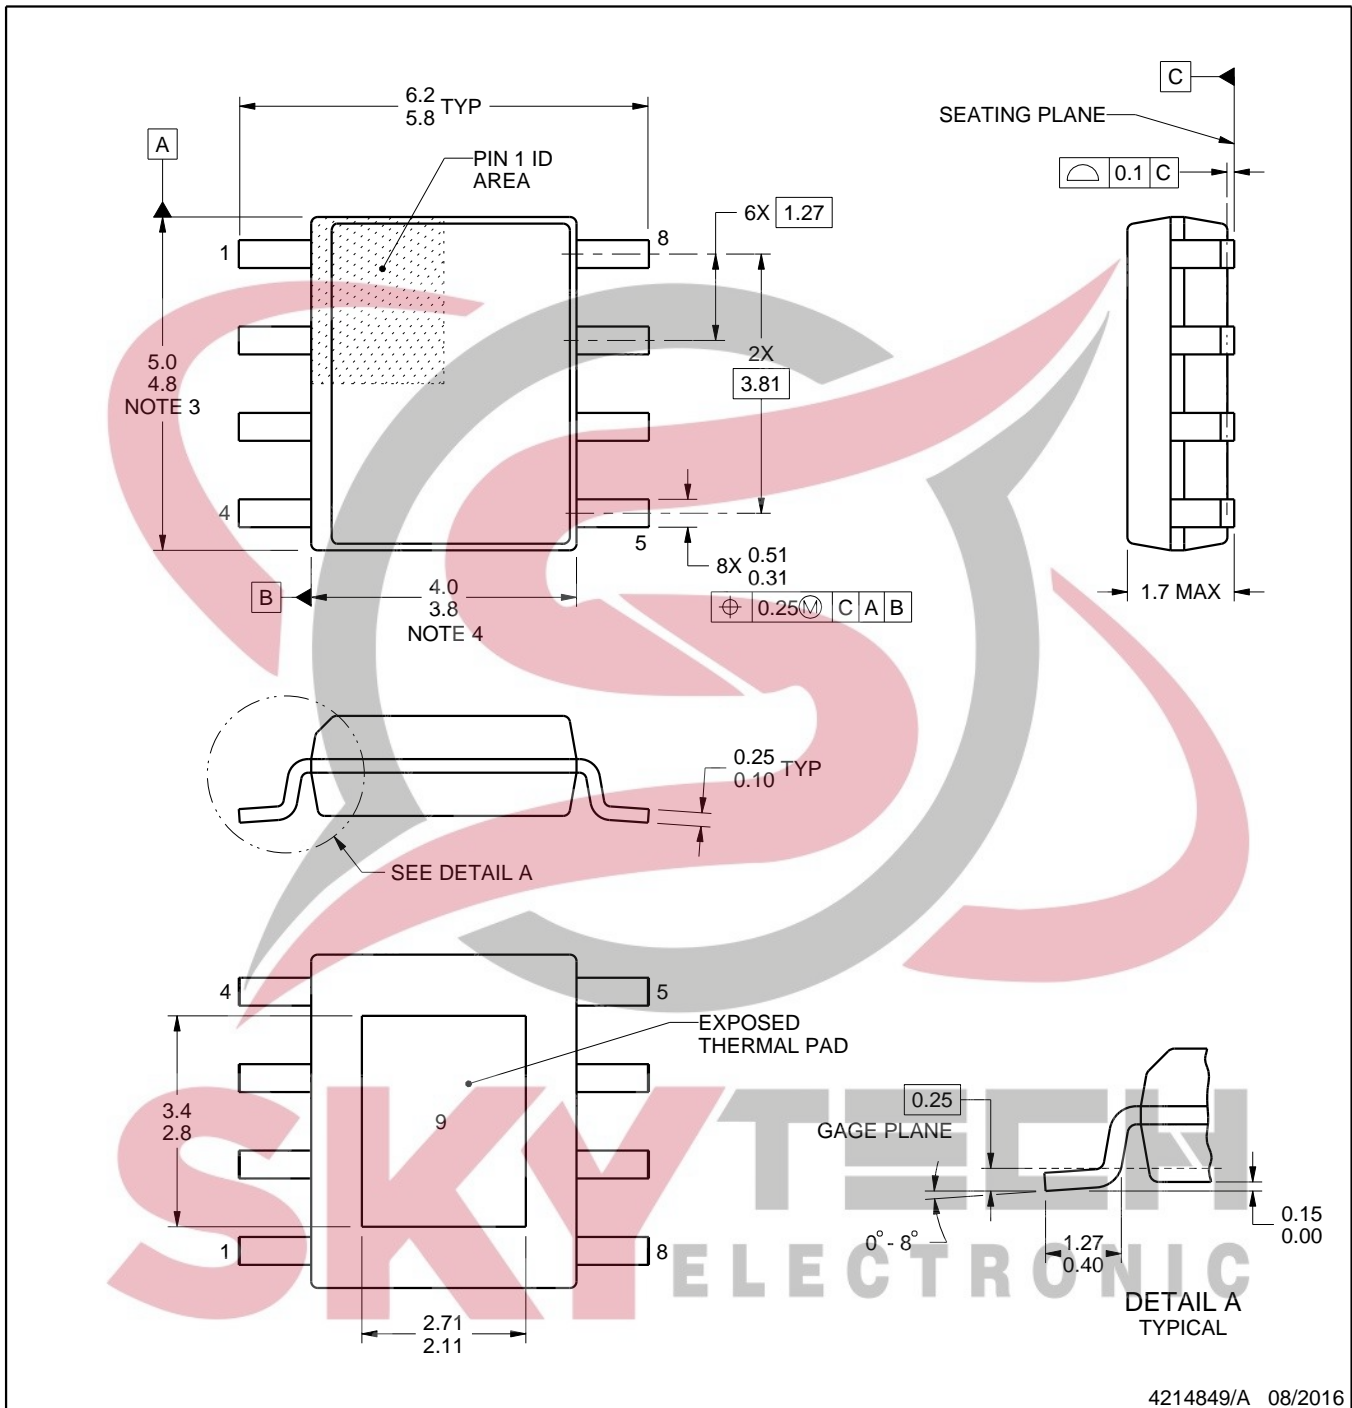 C
SEATING PLANE
0.1 C
6.2
5.8 TYP
A
PIN 1 ID
AREA
6X 1.27
1
8
2X
3.81
5.0
4.8
NOTE 3
4
5
8X 0.51
0.31
⌖ 0.25Ⓜ C A B
B
4.0
3.8
NOTE 4
1.7 MAX
0.25
0.10 TYP
SEE DETAIL A
4
5
EXPOSED
THERMAL PAD
3.4
2.8
9
1
8
2.71
2.11
0.25
GAGE PLANE
0°- 8°
1.27
0.40
0.15
0.00
DETAIL A
TYPICAL
SKYTECH
ELECTRONIC
4214849/A 08/2016